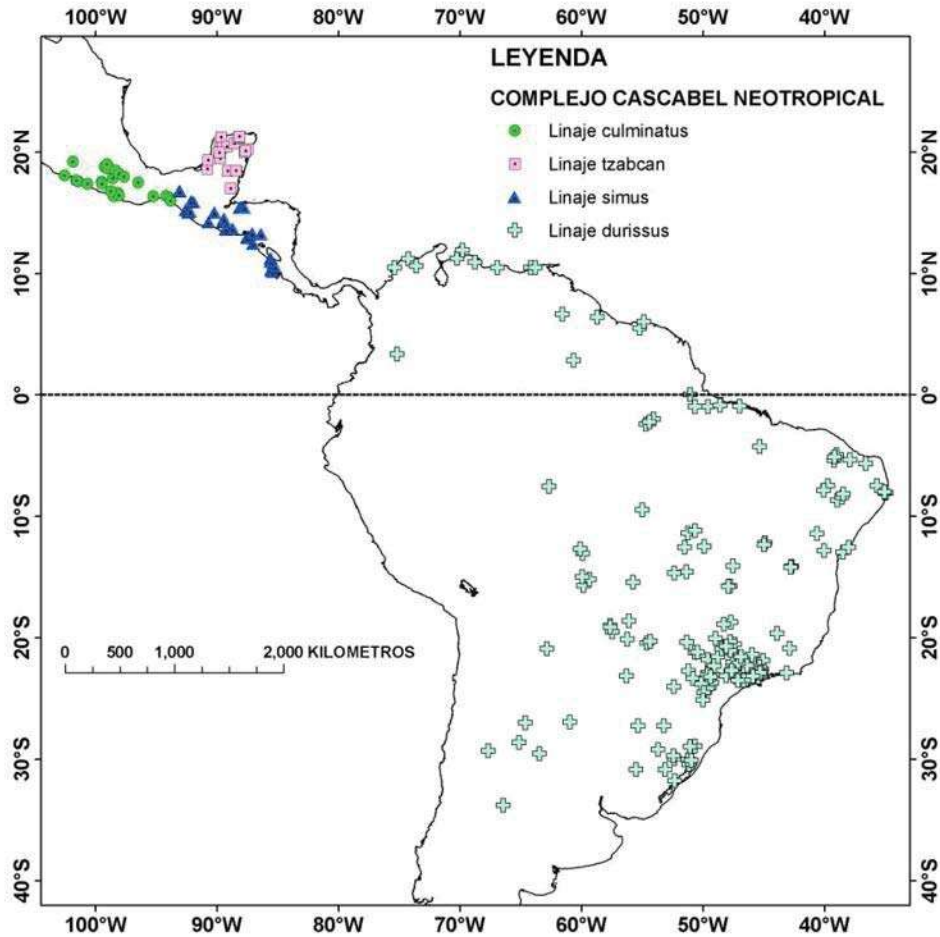 100°W 90°W 80°W 70°W 60°W 50°W 40°W
LEYENDA
COMPLEJO CASCABEL NEOTROPICAL
Linaje culminatus
Linaje tzabcan
Linaje simus
Linaje durissus
20°N 20°N
10°N 10°N
0° 0°
10°S 10°S
20°S 20°S
0 500 1,000 2,000 KILOMETROS
30°S 30°S
40°S 40°S
100°W 90°W 80°W 70°W 60°W 50°W 40°W